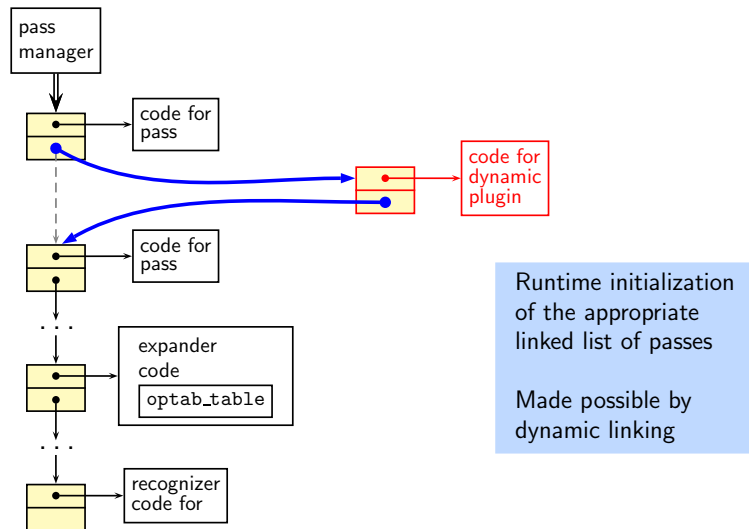 pass
manager
code for
pass
code for
dynamic
plugin
code for
pass
. . .
expander
code
optab_table
. . .
recognizer
code for
Runtime initialization
of the appropriate
linked list of passes
Made possible by
dynamic linking